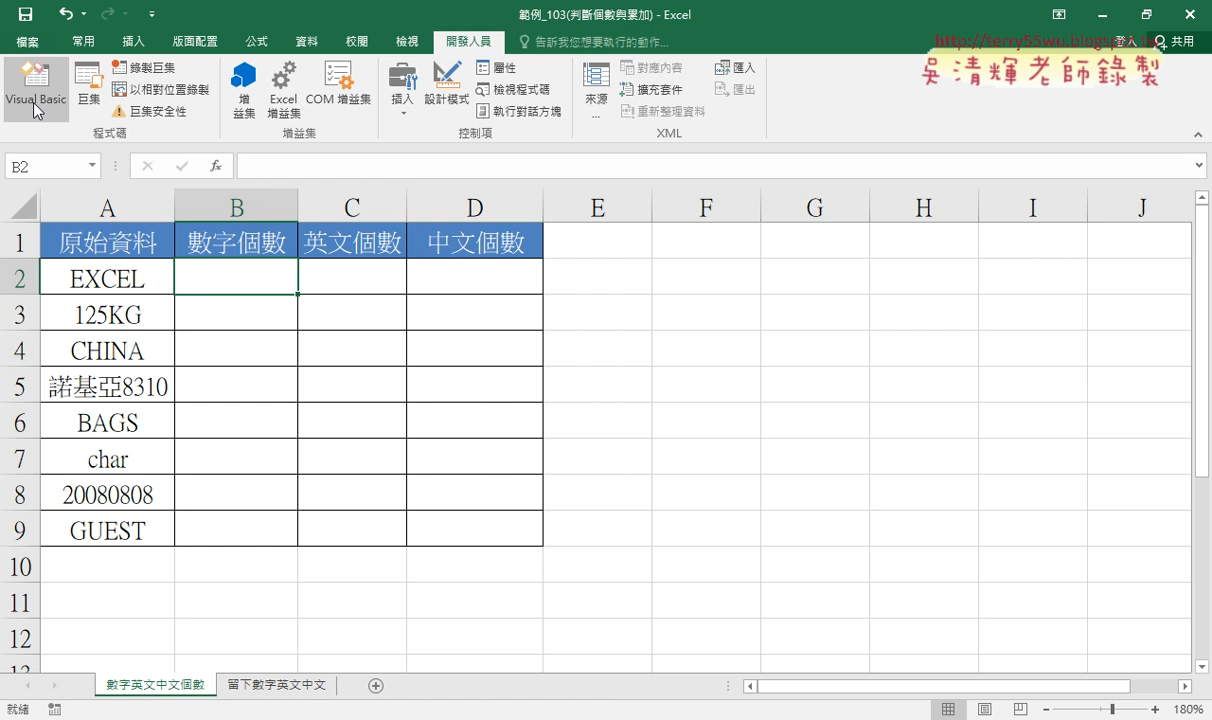 範例_103(判斷個數與累加) - Excel
檔案 常用 插入 版面配置 公式 資料 校閱 檢視 開發人員 告訴我您想要執行的動作... 登入 共用
http://terry55wu.blogspot.tw
吳清輝老師錄製
Visual Basic
巨集
錄製巨集
以相對位置錄製
巨集安全性
程式碼
增益集
Excel 增益集
COM 增益集
增益集
插入
設計模式
屬性
檢視程式碼
執行對話方塊
控制項
來源...
對應內容
擴充套件
重新整理資料
匯入
匯出
XML
B2
fx
A B C D E F G H I J
1 原始資料 數字個數 英文個數 中文個數
2 EXCEL
3 125KG
4 CHINA
5 諾基亞8310
6 BAGS
7 char
8 20080808
9 GUEST
10
11
12
13
數字英文中文個數 留下數字英文中文
就緒 180%